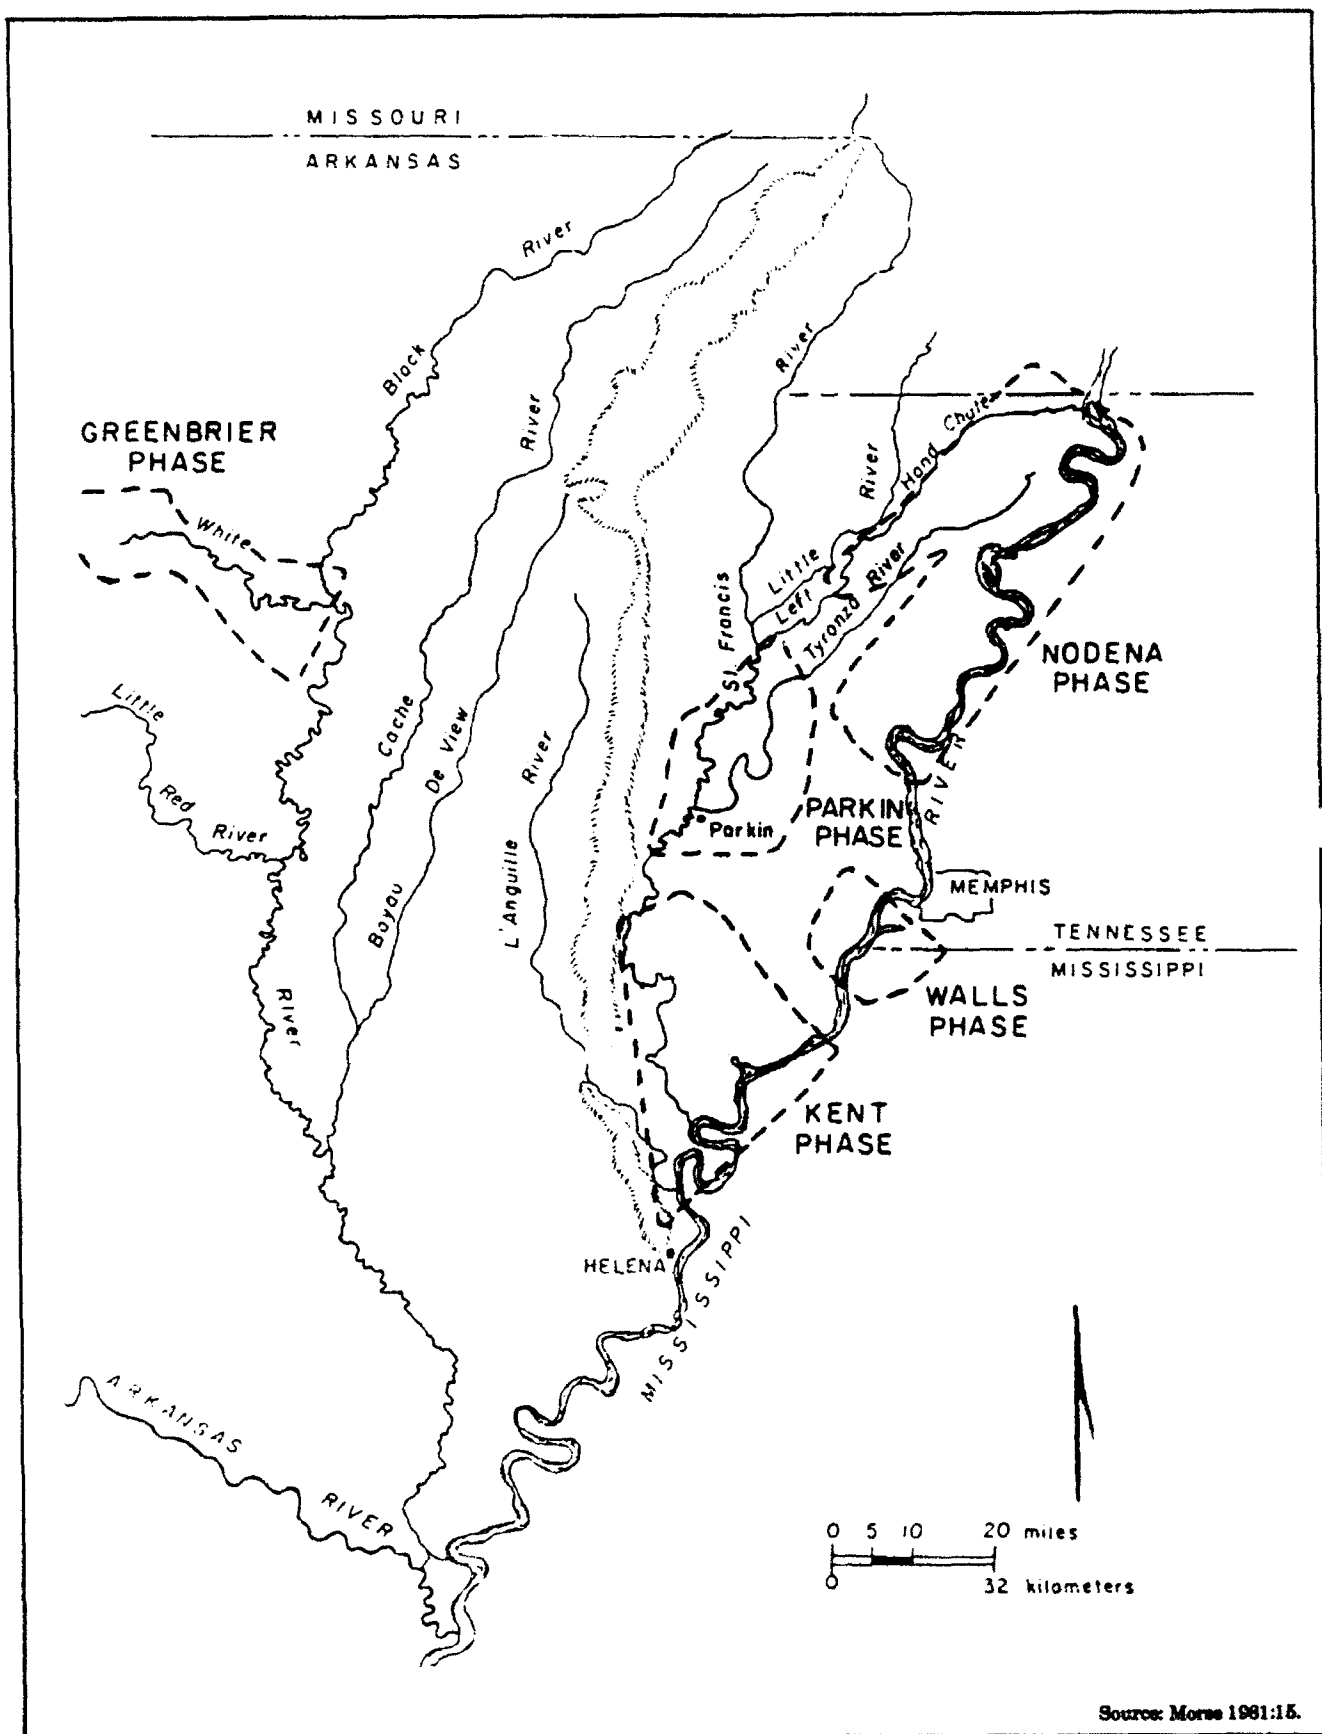 MISSOURI
ARKANSAS
River
Black
River
River
Chute
Hand
River
GREENBRIER
PHASE
White
Little
Left
River
Tyronza
St Francis
NODENA
PHASE
Little
Red
River
Cache
De View
Bayou
River
L'Anguille
RIVER
Parkin
PARKIN
PHASE
MEMPHIS
TENNESSEE
MISSISSIPPI
WALLS
PHASE
River
KENT
PHASE
HELENA
MISSISSIPPI
ARKANSAS
RIVER
0 5 10 20 miles
0 32 kilometers
Source: Morse 1981:15.